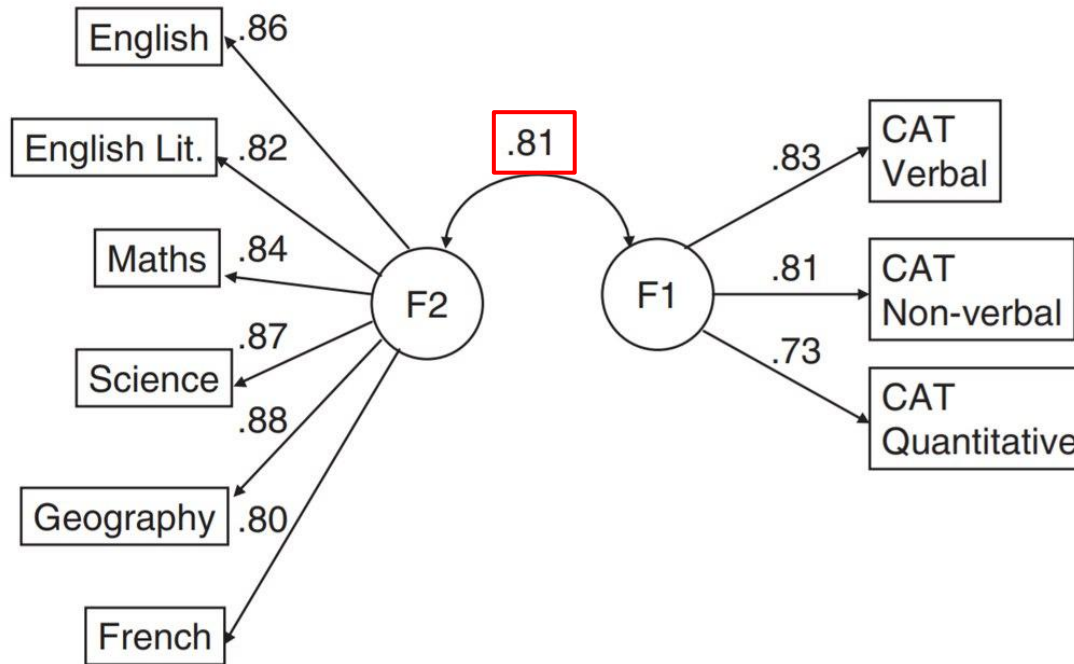 English
.86
English Lit.
.82
Maths
.84
Science
.87
Geography
.88
French
.80
.81
F2
F1
.83
CAT
Verbal
.81
CAT
Non-verbal
.73
CAT
Quantitative